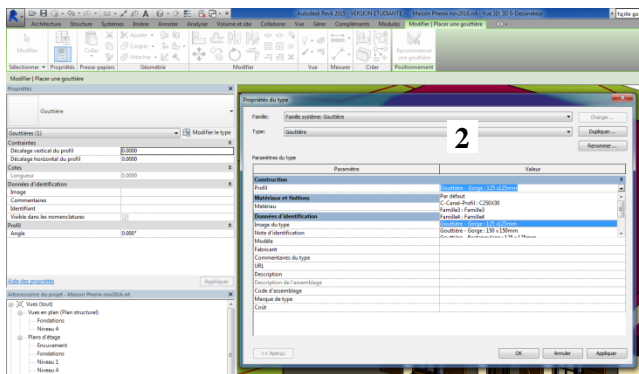 Autodesk Revit 2015 - VERSION ETUDIANTE - Maison Phenix nov2016.rvt - Vue 3D: 3D 0-Dessinateur
Architecture Structure Systèmes Insérer Annoter Analyser Volume et site Collaborer Vue Gérer Compléments Modules Modifier | Placer une gouttière
Modifier
Coller
Ajuster
Couper
Attacher
Recommencer une gouttière
Sélectionner Propriétés Presse-papiers Géométrie Modifier Vue Mesurer Créer Positionnement
Modifier | Placer une gouttière
Propriétés
Gouttière
Gouttières (1) Modifier le type
Contraintes
Décalage vertical du profil 0.0000
Décalage horizontal du profil 0.0000
Cotes
Longueur 0.0000
Données d'identification
Image
Commentaires
Identifiant
Visible dans les nomenclatures
Profil
Angle 0.000°
Aide des propriétés Appliquer
Arborescence du projet - Maison Phenix nov2016.rvt
Vues (tout)
Vues en plan (Plan structurel)
Fondations
Niveau 4
Plans d'étage
Encuvement
Fondations
Niveau 1
Niveau 4
Propriétés du type
Famille: Famille système: Gouttière Charger...
Type: Gouttière Dupliquer...
Renommer...
2
Paramètres du type
Paramètre Valeur
Construction
Profil Gouttière - Gorge : 125 x125mm
Matériaux et finitions Par défaut
Matériau C-Canal-Profil : C250X30
Famille3 : Famille3
Données d'identification Famille4 : Famille4
Image du type Gouttière - Gorge : 125 x125mm
Note d'identification Gouttière - Gorge : 150 x 150mm
Modèle Gouttière - Rectangulaire : 125 x 125mm
Fabricant
Commentaires du type
URL
Description
Description de l'assemblage
Code d'assemblage
Marque de type
Coût
<< Aperçu OK Annuler Appliquer